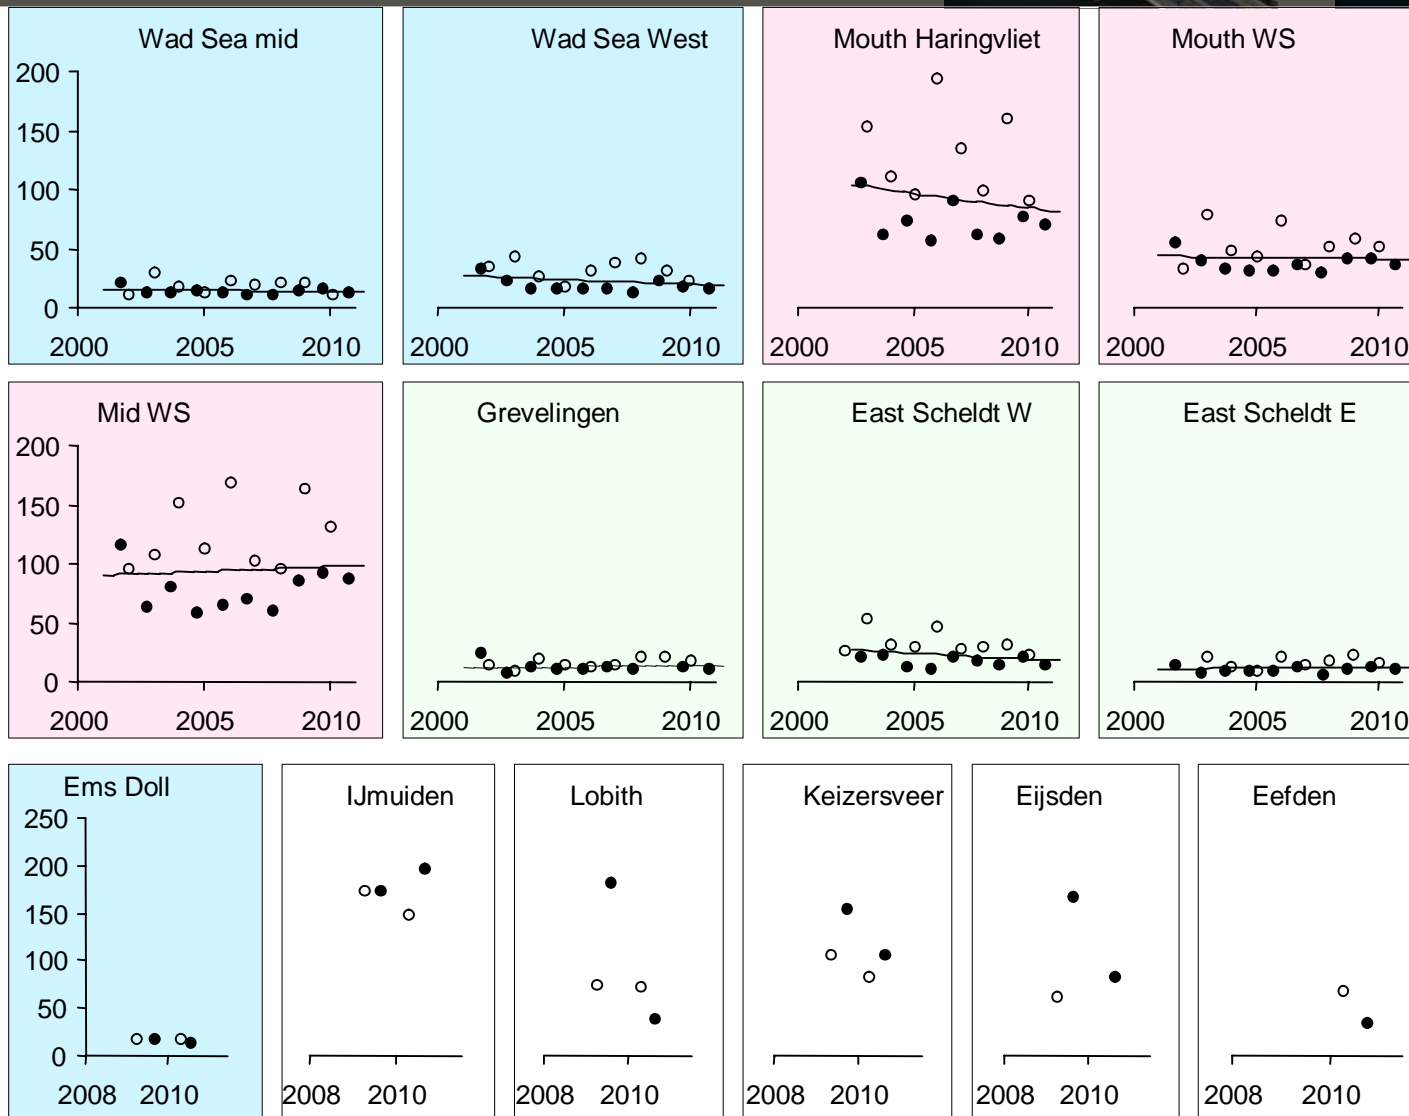 Wad Sea mid
200
150
100
50
0
2000 2005 2010
Wad Sea West
2000 2005 2010
Mouth Haringvliet
2000 2005 2010
Mouth WS
2000 2005 2010
Mid WS
200
150
100
50
0
2000 2005 2010
Grevelingen
2000 2005 2010
East Scheldt W
2000 2005 2010
East Scheldt E
2000 2005 2010
Ems Doll
250
200
150
100
50
0
2008 2010
IJmuiden
2008 2010
Lobith
2008 2010
Keizersveer
2008 2010
Eijsden
2008 2010
Eefden
2008 2010